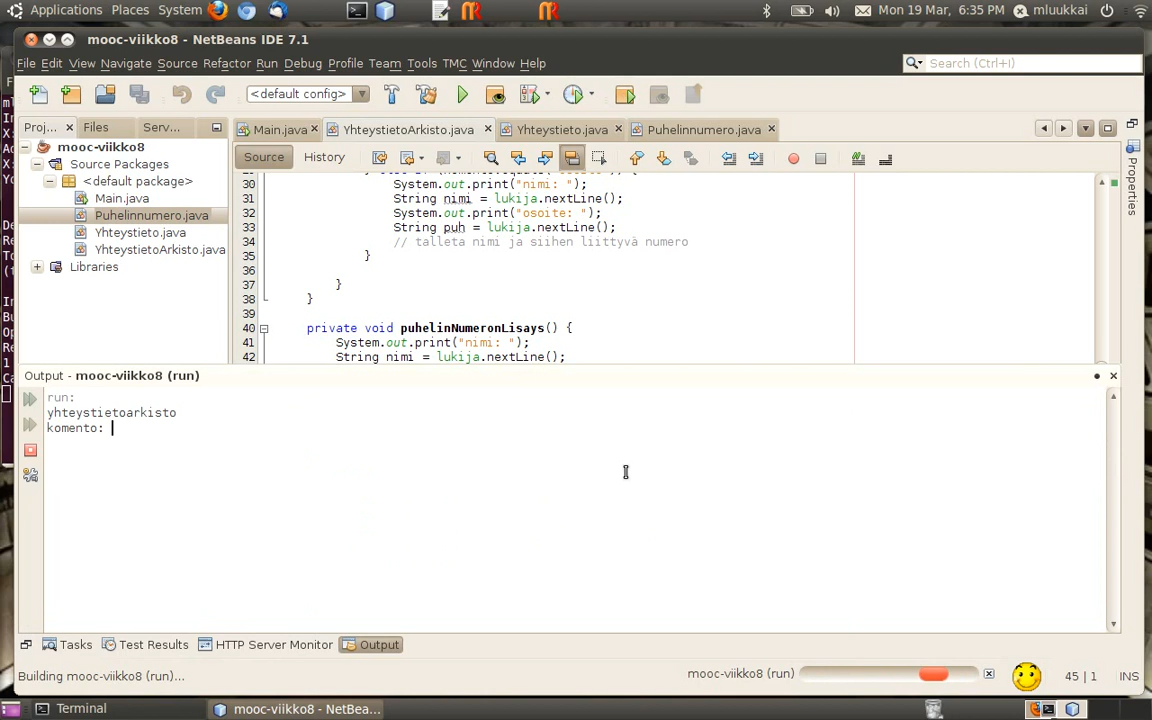 Applications Places System Mon 19 Mar, 6:35 PM mluukkai
mooc-viikko8 - NetBeans IDE 7.1
File Edit View Navigate Source Refactor Run Debug Profile Team Tools TMC Window Help Search (Ctrl+I)
<default config>
Proj... Files Serv... Main.java YhteystietoArkisto.java Yhteystieto.java Puhelinnumero.java
mooc-viikko8
Source Packages
<default package>
Main.java
Puhelinnumero.java
Yhteystieto.java
YhteystietoArkisto.java
Libraries
Source History
30 System.out.print("nimi: ");
31 String nimi = lukija.nextLine();
32 System.out.print("osoite: ");
33 String puh = lukija.nextLine();
34 // talleta nimi ja siihen liittyvä numero
35 }
36
37 }
38 }
39
40 private void puhelinNumeronLisays() {
41 System.out.print("nimi: ");
42 String nimi = lukija.nextLine();
Properties
Output - mooc-viikko8 (run)
run:
yhteystietoarkisto
komento:
Tasks Test Results HTTP Server Monitor Output
Building mooc-viikko8 (run)... mooc-viikko8 (run) 45 | 1 INS
Terminal mooc-viikko8 - NetBea...